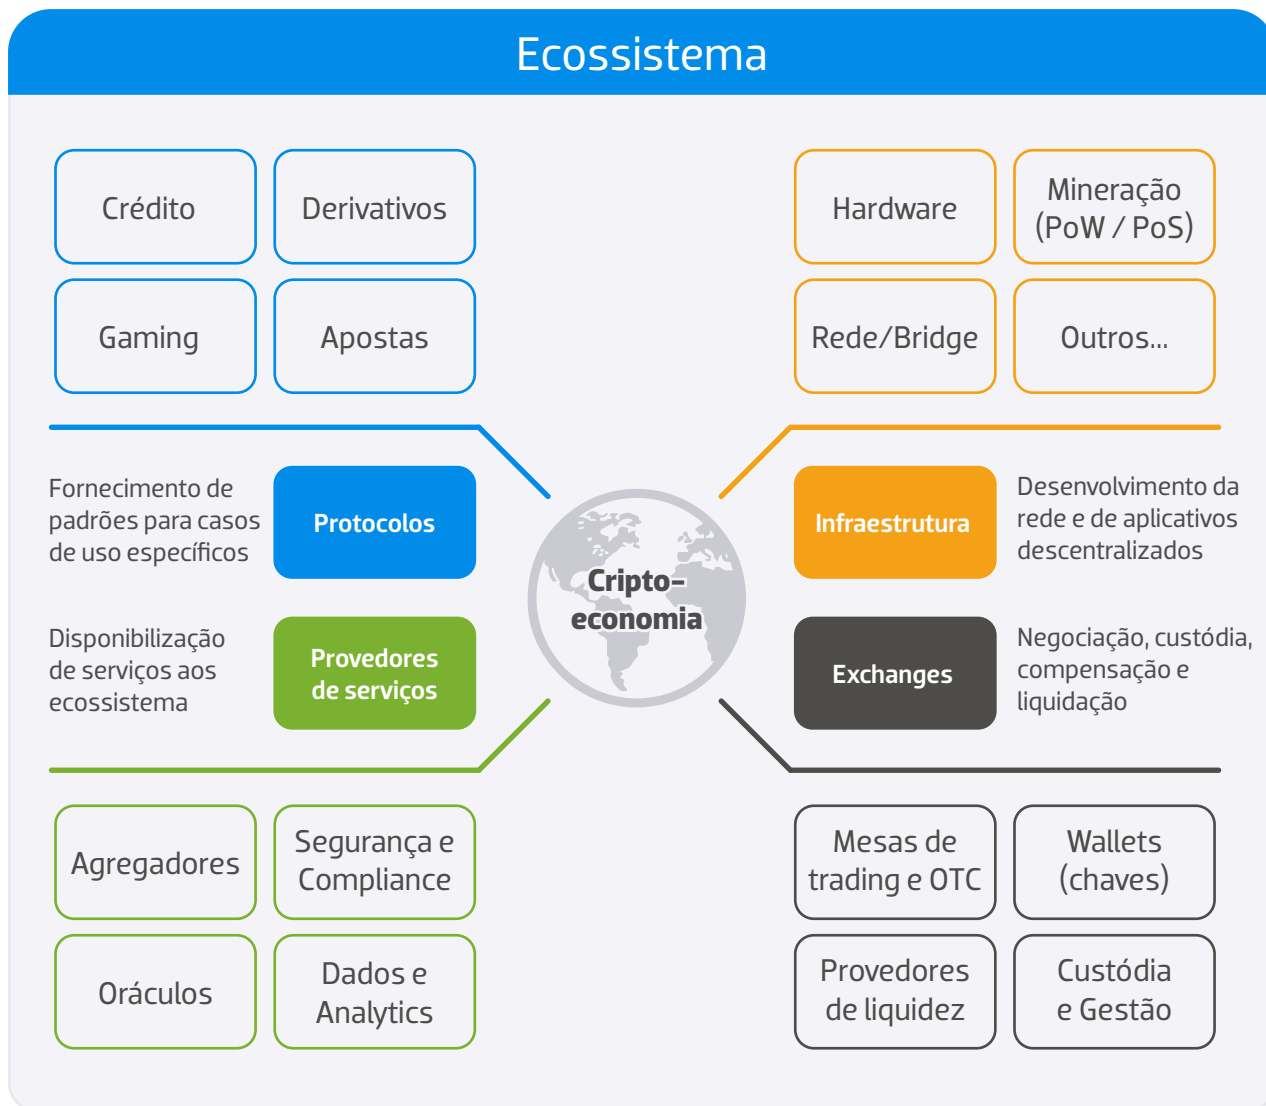 Ecossistema
Crédito
Derivativos
Gaming
Apostas
Hardware
Mineração
(PoW / PoS)
Rede/Bridge
Outros...
Fornecimento de
padrões para casos
de uso específicos
Protocolos
Infraestrutura
Desenvolvimento da
rede e de aplicativos
descentralizados
Cripto-
economia
Disponibilização
de serviços aos
ecossistema
Provedores
de serviços
Exchanges
Negociação, custódia,
compensação e
liquidação
Agregadores
Segurança e
Compliance
Oráculos
Dados e
Analytics
Mesas de
trading e OTC
Wallets
(chaves)
Provedores
de liquidez
Custódia
e Gestão